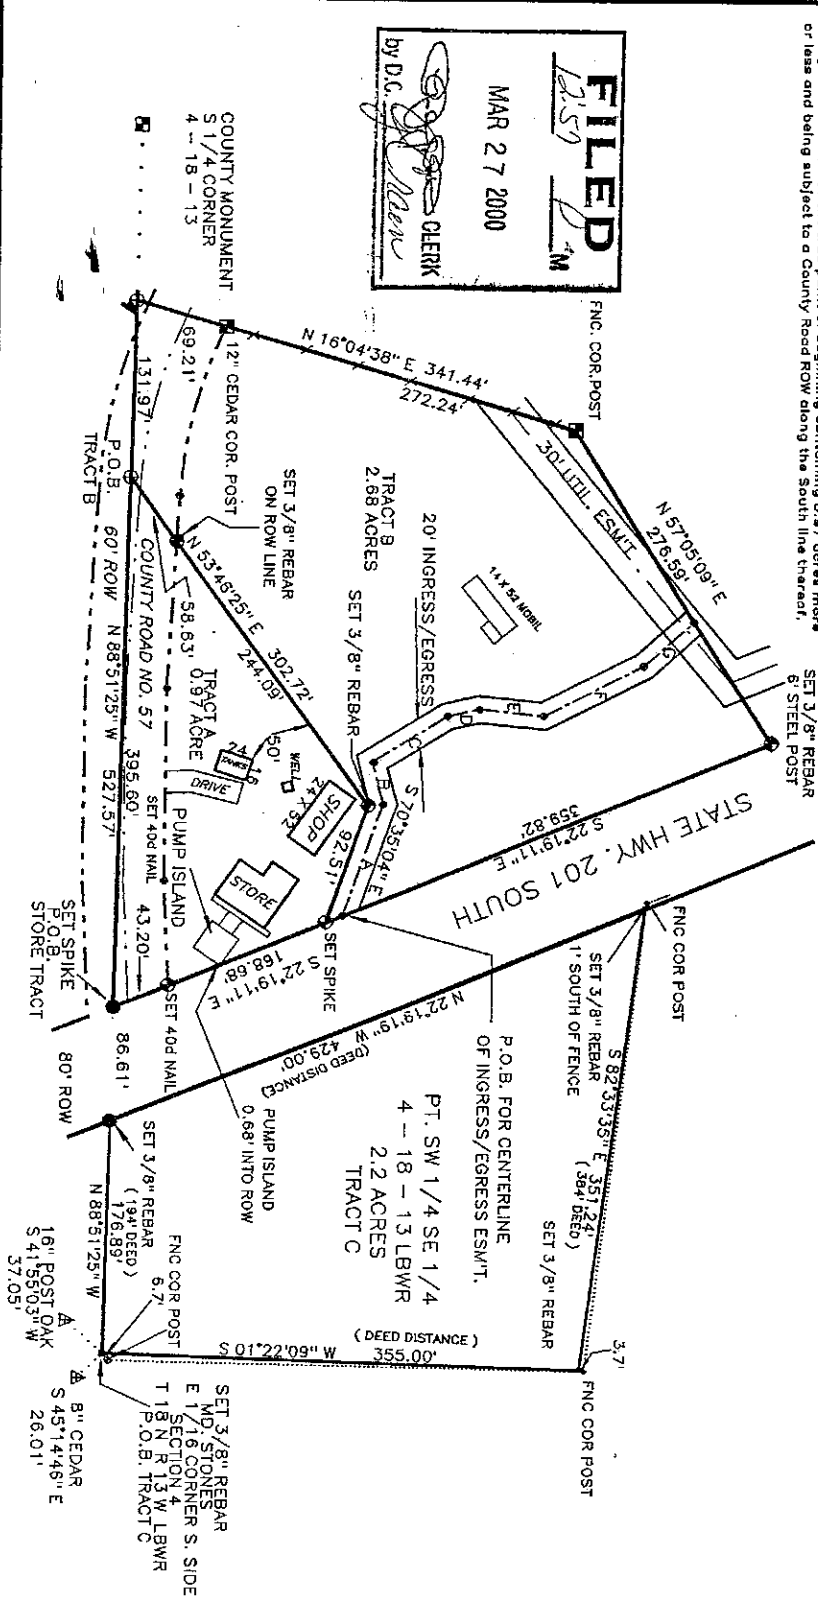 or less and being subject to a County Road ROW along the South line thereof,
FILED
12:57 P M
MAR 27 2000
CLERK
by D.C.
FNC. COR.POST
N 57°05'09" E
276.59'
SET 3/8" REBAR
6' STEEL POST
30' UTIL. ESM'T.
N 16°04'38" E 341.44'
272.24'
COUNTY MONUMENT
S 1/4 CORNER
4 - 18 - 13
69.21'
12" CEDAR COR. POST
131.97'
P.O.B.
TRACT B
TRACT B
2.68 ACRES
20' INGRESS/EGRESS
14 X 52 MOBIL
SET 3/8" REBAR
ON ROW LINE
SET 3/8" REBAR
N 53°46'25" E 302.72'
244.09'
58.63'
G
F
E
D
C
B
A
S 70°35'04" E
92.51'
S 22°19'11" E
359.82'
STATE HWY. 201 SOUTH
TRACT A
0.97 ACRE
50'
WELL
SHOP
24 X 52
24
TANKS
16
DRIVE
STORE
PUMP ISLAND
COUNTY ROAD NO. 57
60' ROW N 88°51'25" W 527.57'
395.60'
SET 40d NAIL
43.20'
SET SPIKE
P.O.B.
STORE TRACT
S 22°19'11" E
168.68'
SET SPIKE
SET 40d NAIL
86.61'
80' ROW
N 22°19'19" W 429.00'
(DEED DISTANCE)
PUMP ISLAND
0.68' INTO ROW
P.O.B. FOR CENTERLINE
OF INGRESS/EGRESS ESM'T.
FNC COR POST
SET 3/8" REBAR
1' SOUTH OF FENCE
S 82°33'35" E 351.24'
(384' DEED)
SET 3/8" REBAR
3.7'
FNC COR POST
PT. SW 1/4 SE 1/4
4 - 18 - 13 LBWR
2.2 ACRES
TRACT C
(DEED DISTANCE)
S 01°22'09" W 355.00'
SET 3/8" REBAR
(194' DEED)
176.89'
N 88°51'25" W
FNC COR POST
6.7'
16" POST OAK
S 41°55'03" W
37.05'
8" CEDAR
S 45°14'46" E
26.01'
SET 3/8" REBAR
MD. STONES
E 1/16 CORNER S. SIDE
SECTION 4
T 18 N R 13 W LBWR
P.O.B. TRACT C